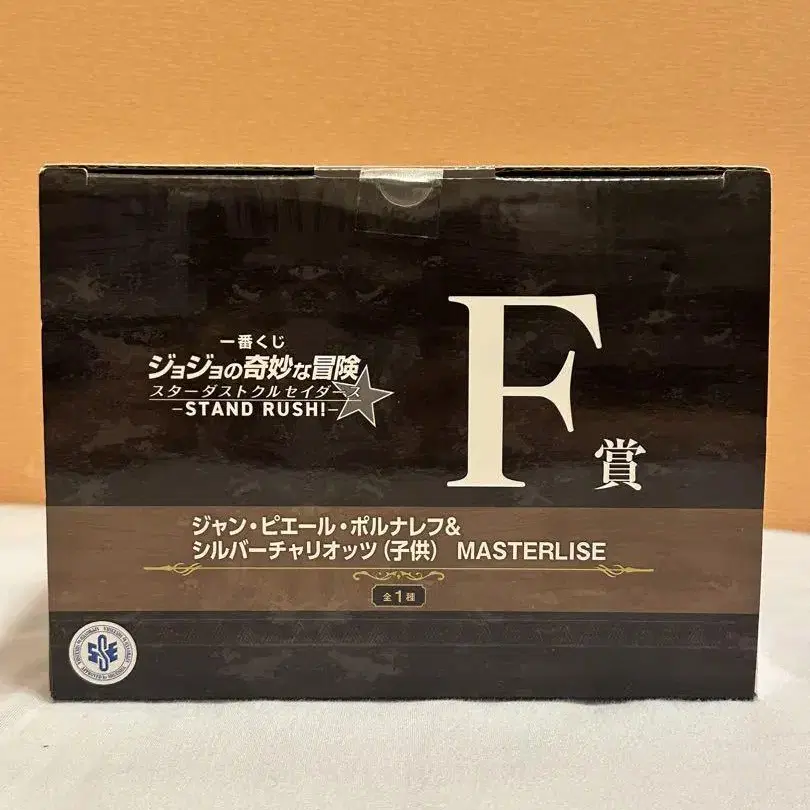 一番くじ
ジョジョの奇妙な冒険
スターダストクルセイダース
-STAND RUSH!-
F賞
ジャン・ピエール・ポルナレフ&
シルバーチャリオッツ(子供) MASTERLISE
全1種